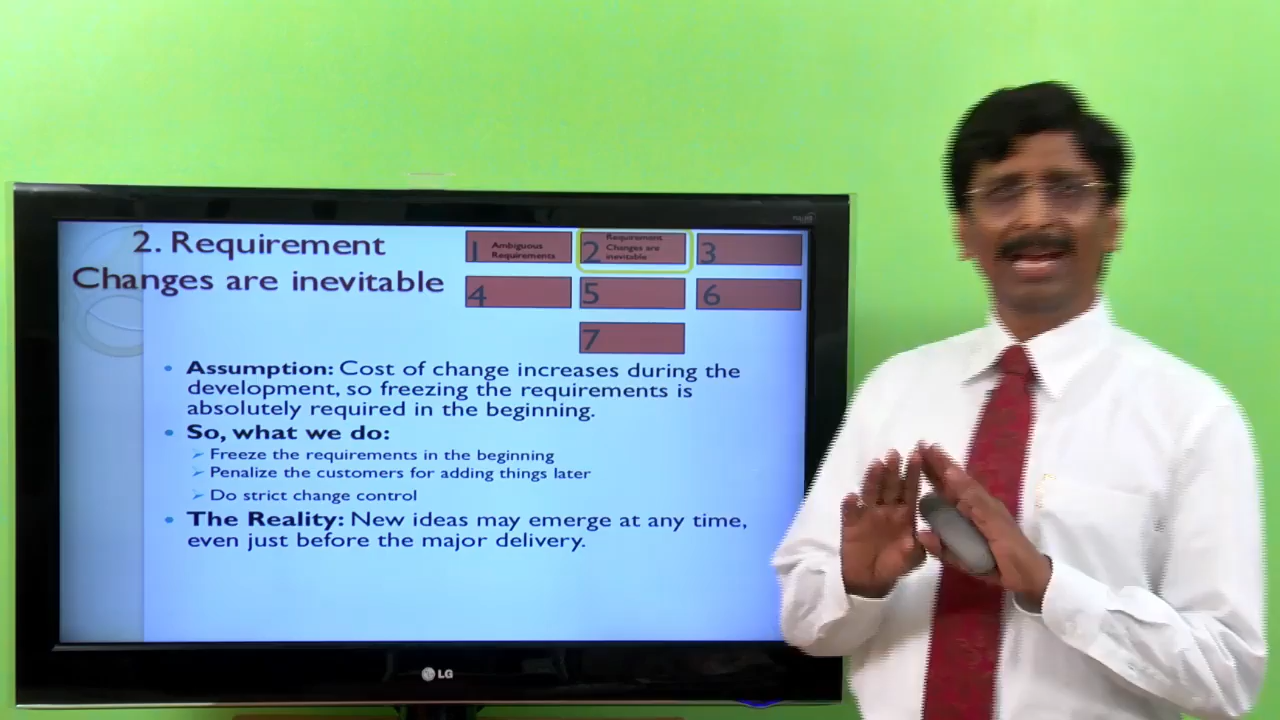 2. Requirement
Changes are inevitable
1 Ambiguous
Requirements
2 Requirement
Changes are
inevitable
3
4
5
6
7
• Assumption: Cost of change increases during the
development, so freezing the requirements is
absolutely required in the beginning.
• So, what we do:
➢ Freeze the requirements in the beginning
➢ Penalize the customers for adding things later
➢ Do strict change control
• The Reality: New ideas may emerge at any time,
even just before the major delivery.
LG